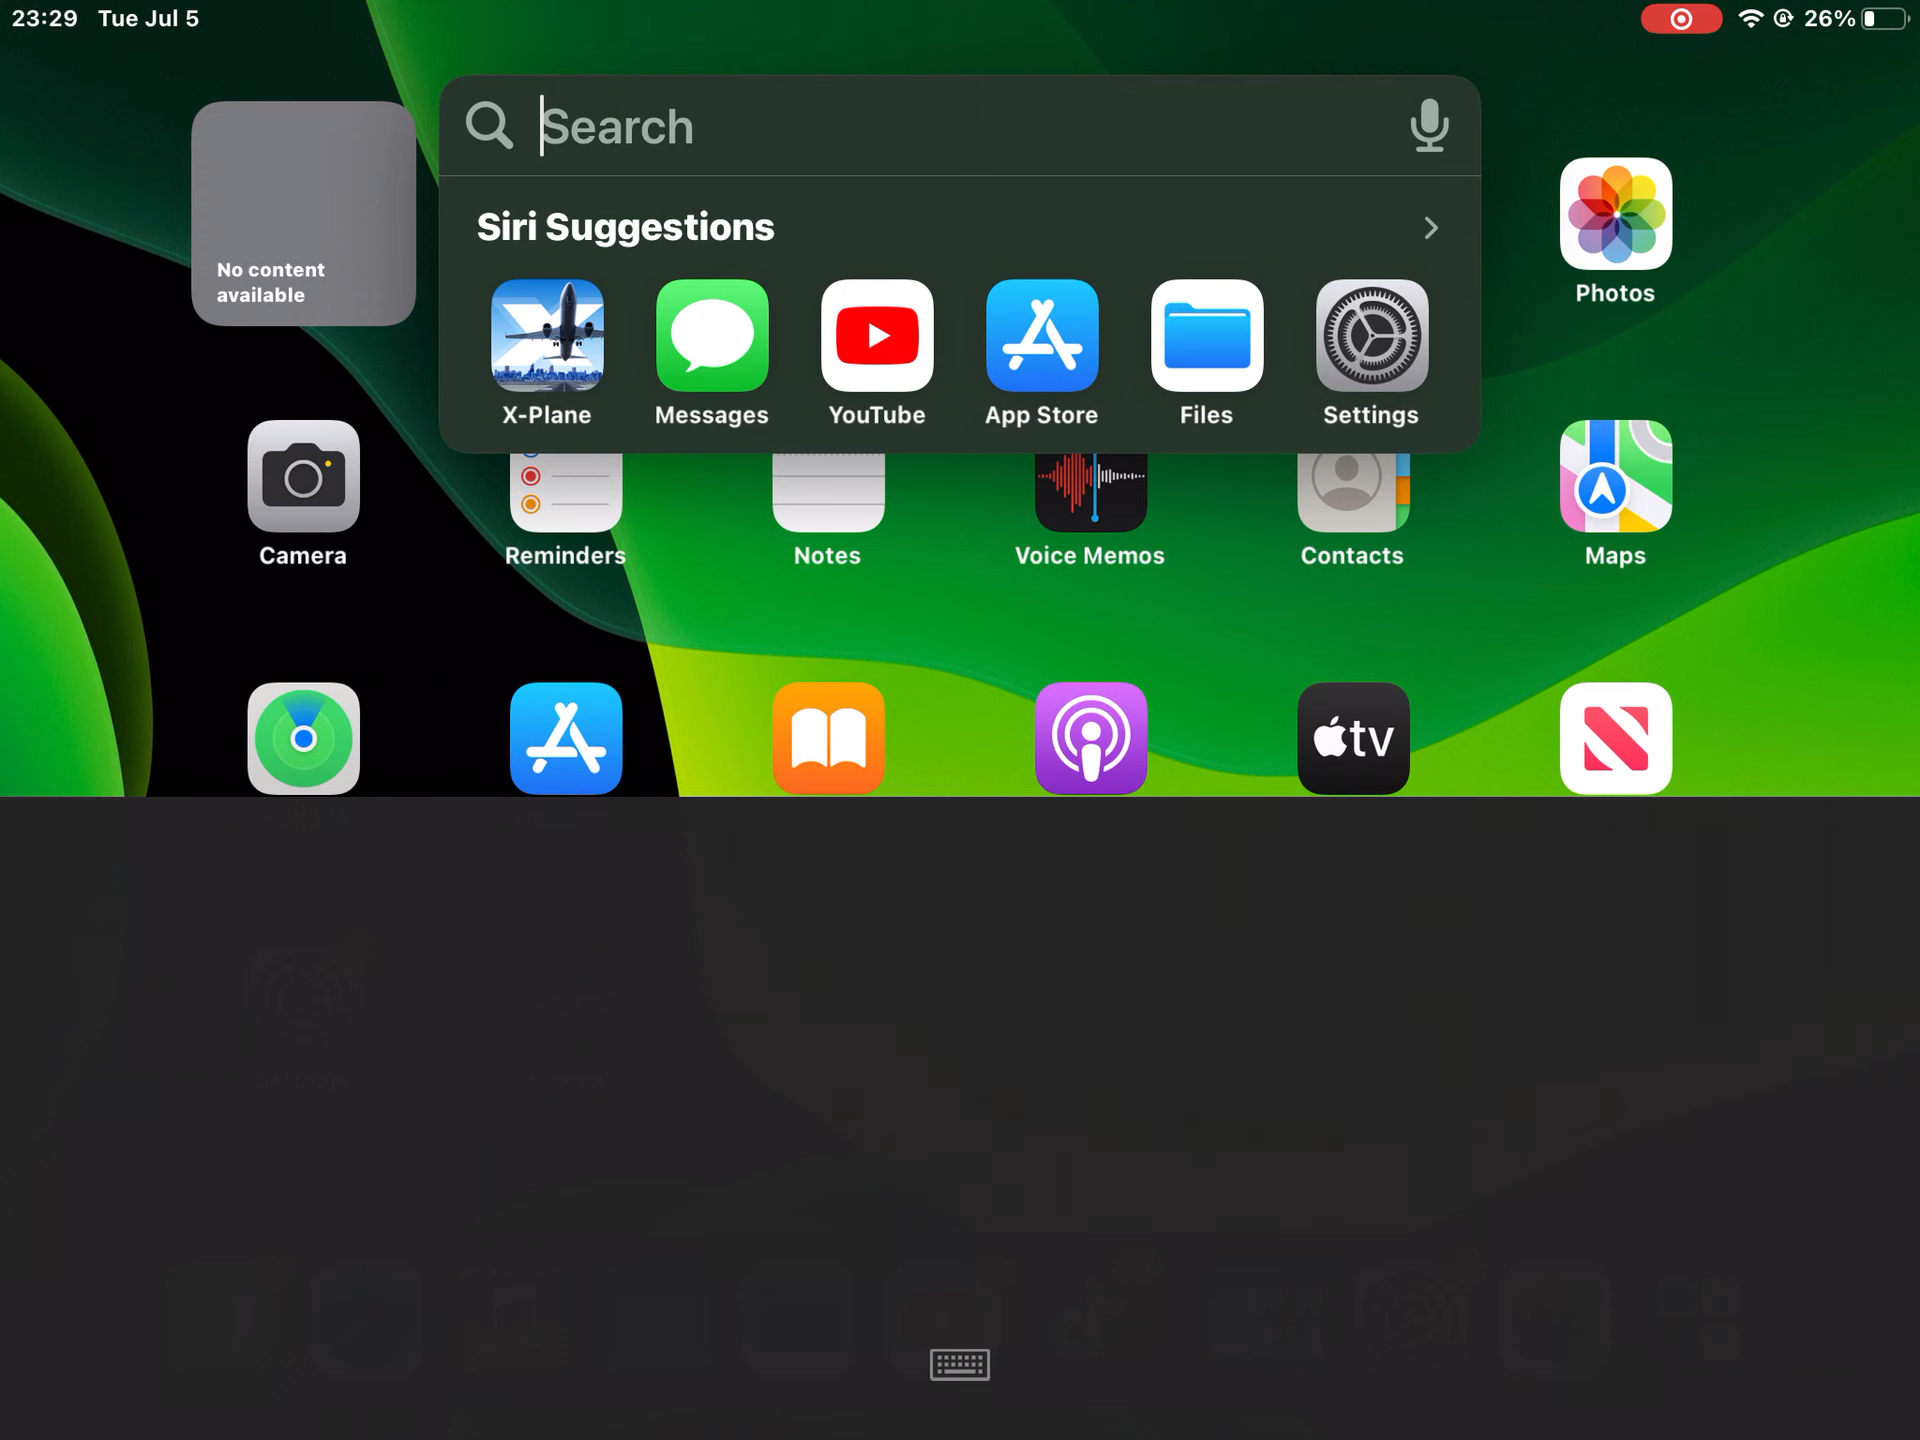 23:29 Tue Jul 5
26%
Search
Siri Suggestions
No content
available
X-Plane
Messages
YouTube
App Store
Files
Settings
Photos
Camera
Reminders
Notes
Voice Memos
Contacts
Maps
tv